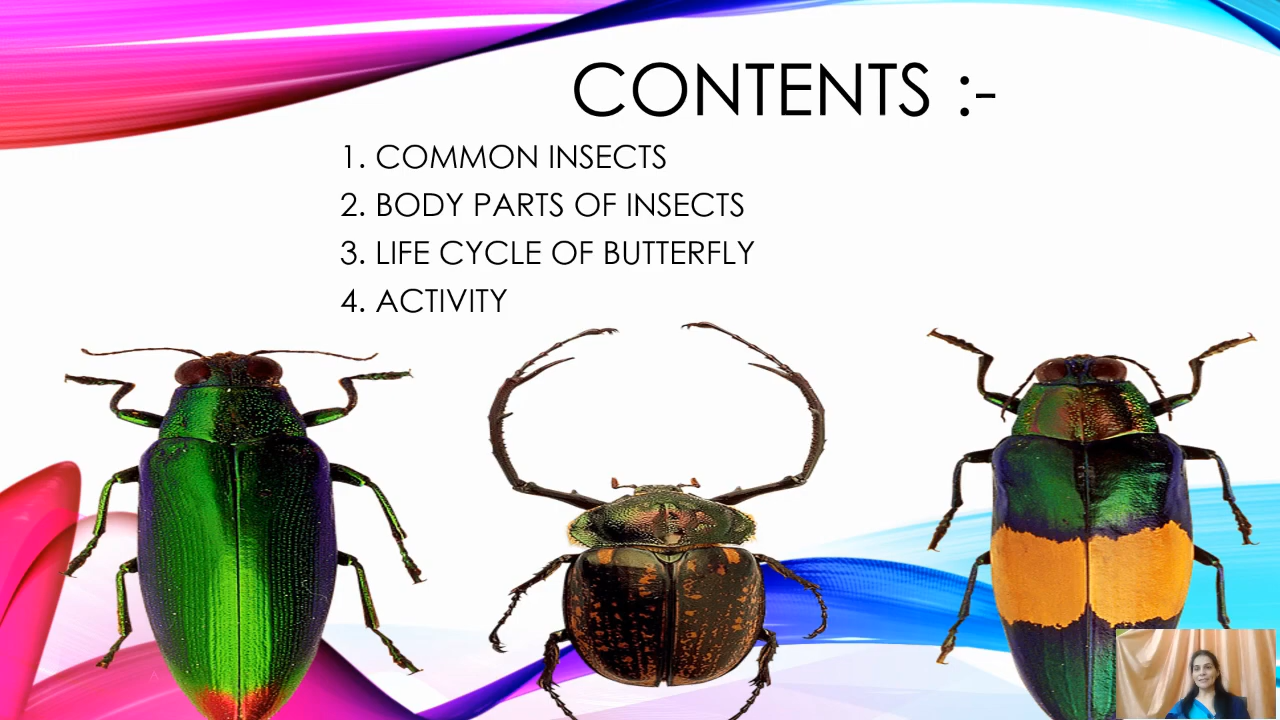 CONTENTS :-
1. COMMON INSECTS
2. BODY PARTS OF INSECTS
3. LIFE CYCLE OF BUTTERFLY
4. ACTIVITY